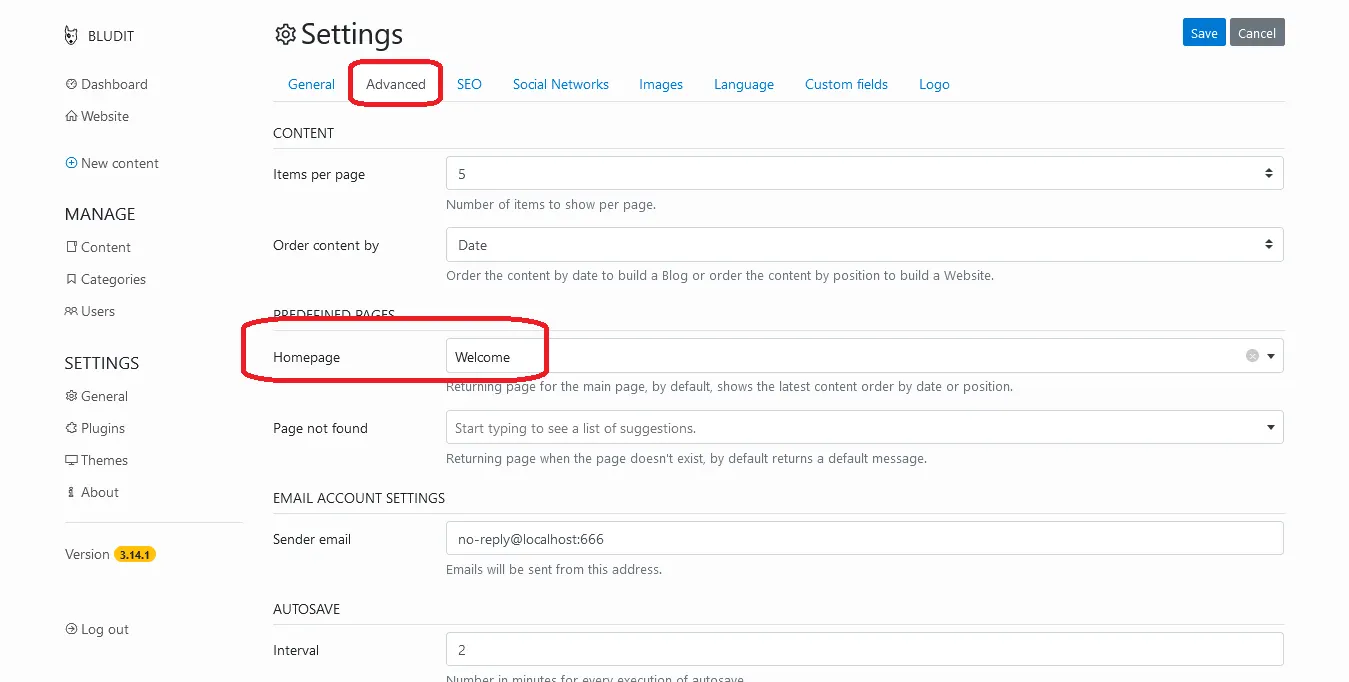 BLUDIT
Dashboard
Website
New content
MANAGE
Content
Categories
Users
SETTINGS
General
Plugins
Themes
About
Version 3.14.1
Log out
Settings
Save Cancel
General Advanced SEO Social Networks Images Language Custom fields Logo
CONTENT
Items per page 5
Number of items to show per page.
Order content by Date
Order the content by date to build a Blog or order the content by position to build a Website.
PREDEFINED PAGES
Homepage Welcome
Returning page for the main page, by default, shows the latest content order by date or position.
Page not found Start typing to see a list of suggestions.
Returning page when the page doesn't exist, by default returns a default message.
EMAIL ACCOUNT SETTINGS
Sender email no-reply@localhost:666
Emails will be sent from this address.
AUTOSAVE
Interval 2
Number in minutes for every execution of autosave.